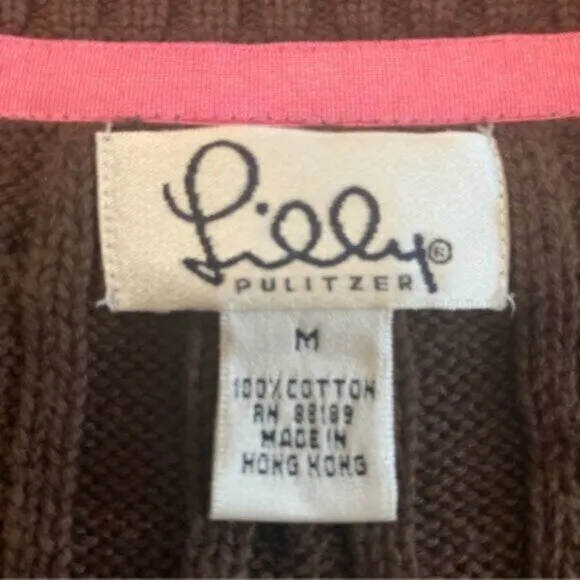 Lilly®
PULITZER
M
100% COTTON
RN 88189
MADE IN
HONG KONG